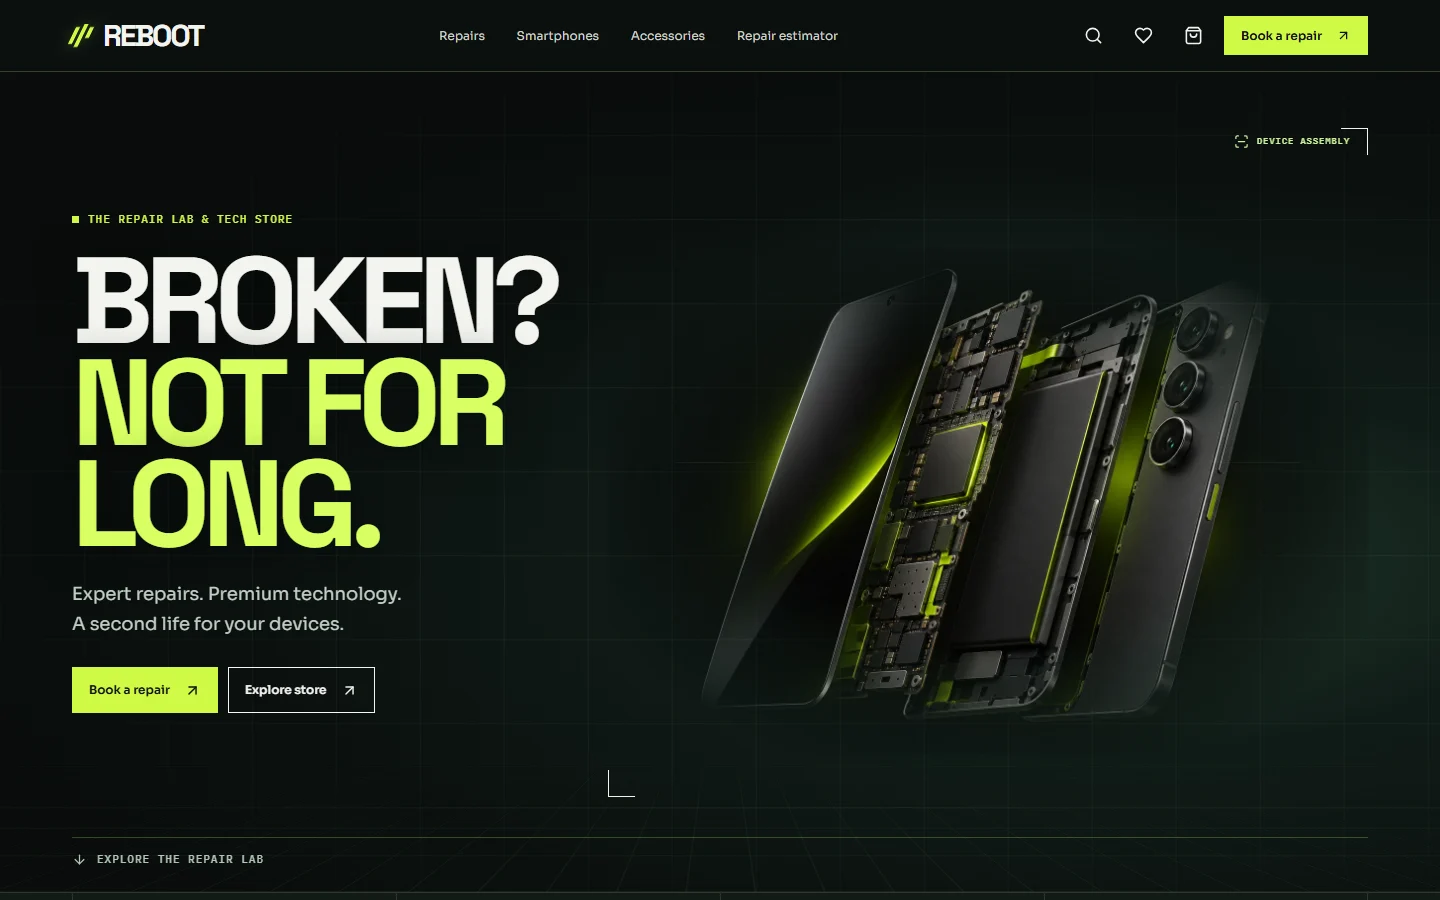 REBOOT
Repairs
Smartphones
Accessories
Repair estimator
Book a repair
DEVICE ASSEMBLY
THE REPAIR LAB & TECH STORE
BROKEN?
NOT FOR
LONG.
Expert repairs. Premium technology.
A second life for your devices.
Book a repair
Explore store
EXPLORE THE REPAIR LAB